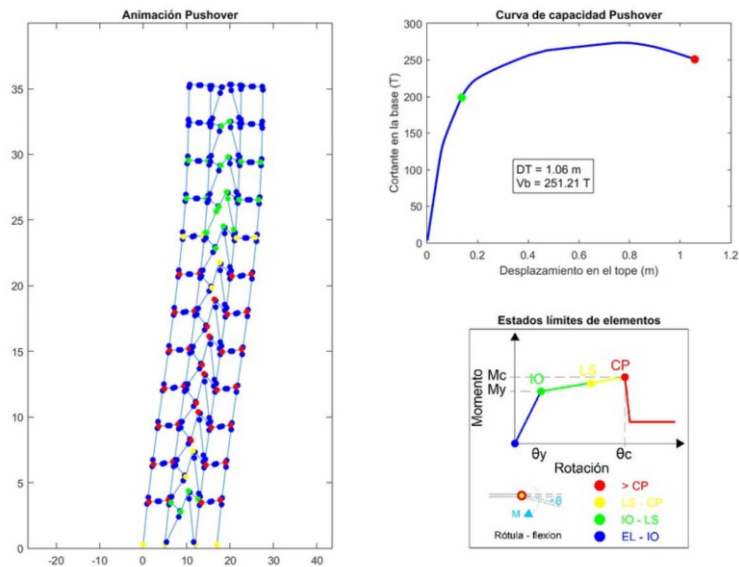 Animación Pushover
35
30
25
20
15
10
5
0
-20
-10
0
10
20
30
40
Curva de capacidad Pushover
Cortante en la base (T)
300
250
200
150
100
50
0
DT = 1.06 m
Vb = 251.21 T
0
0.2
0.4
0.6
0.8
1
1.2
Desplazamiento en el tope (m)
Estados límites de elementos
Momento
Mc
My
IO
LS
CP
θy
θc
Rotación
θ
M
Rótula - flexion
> CP
LS - CP
IO - LS
EL - IO